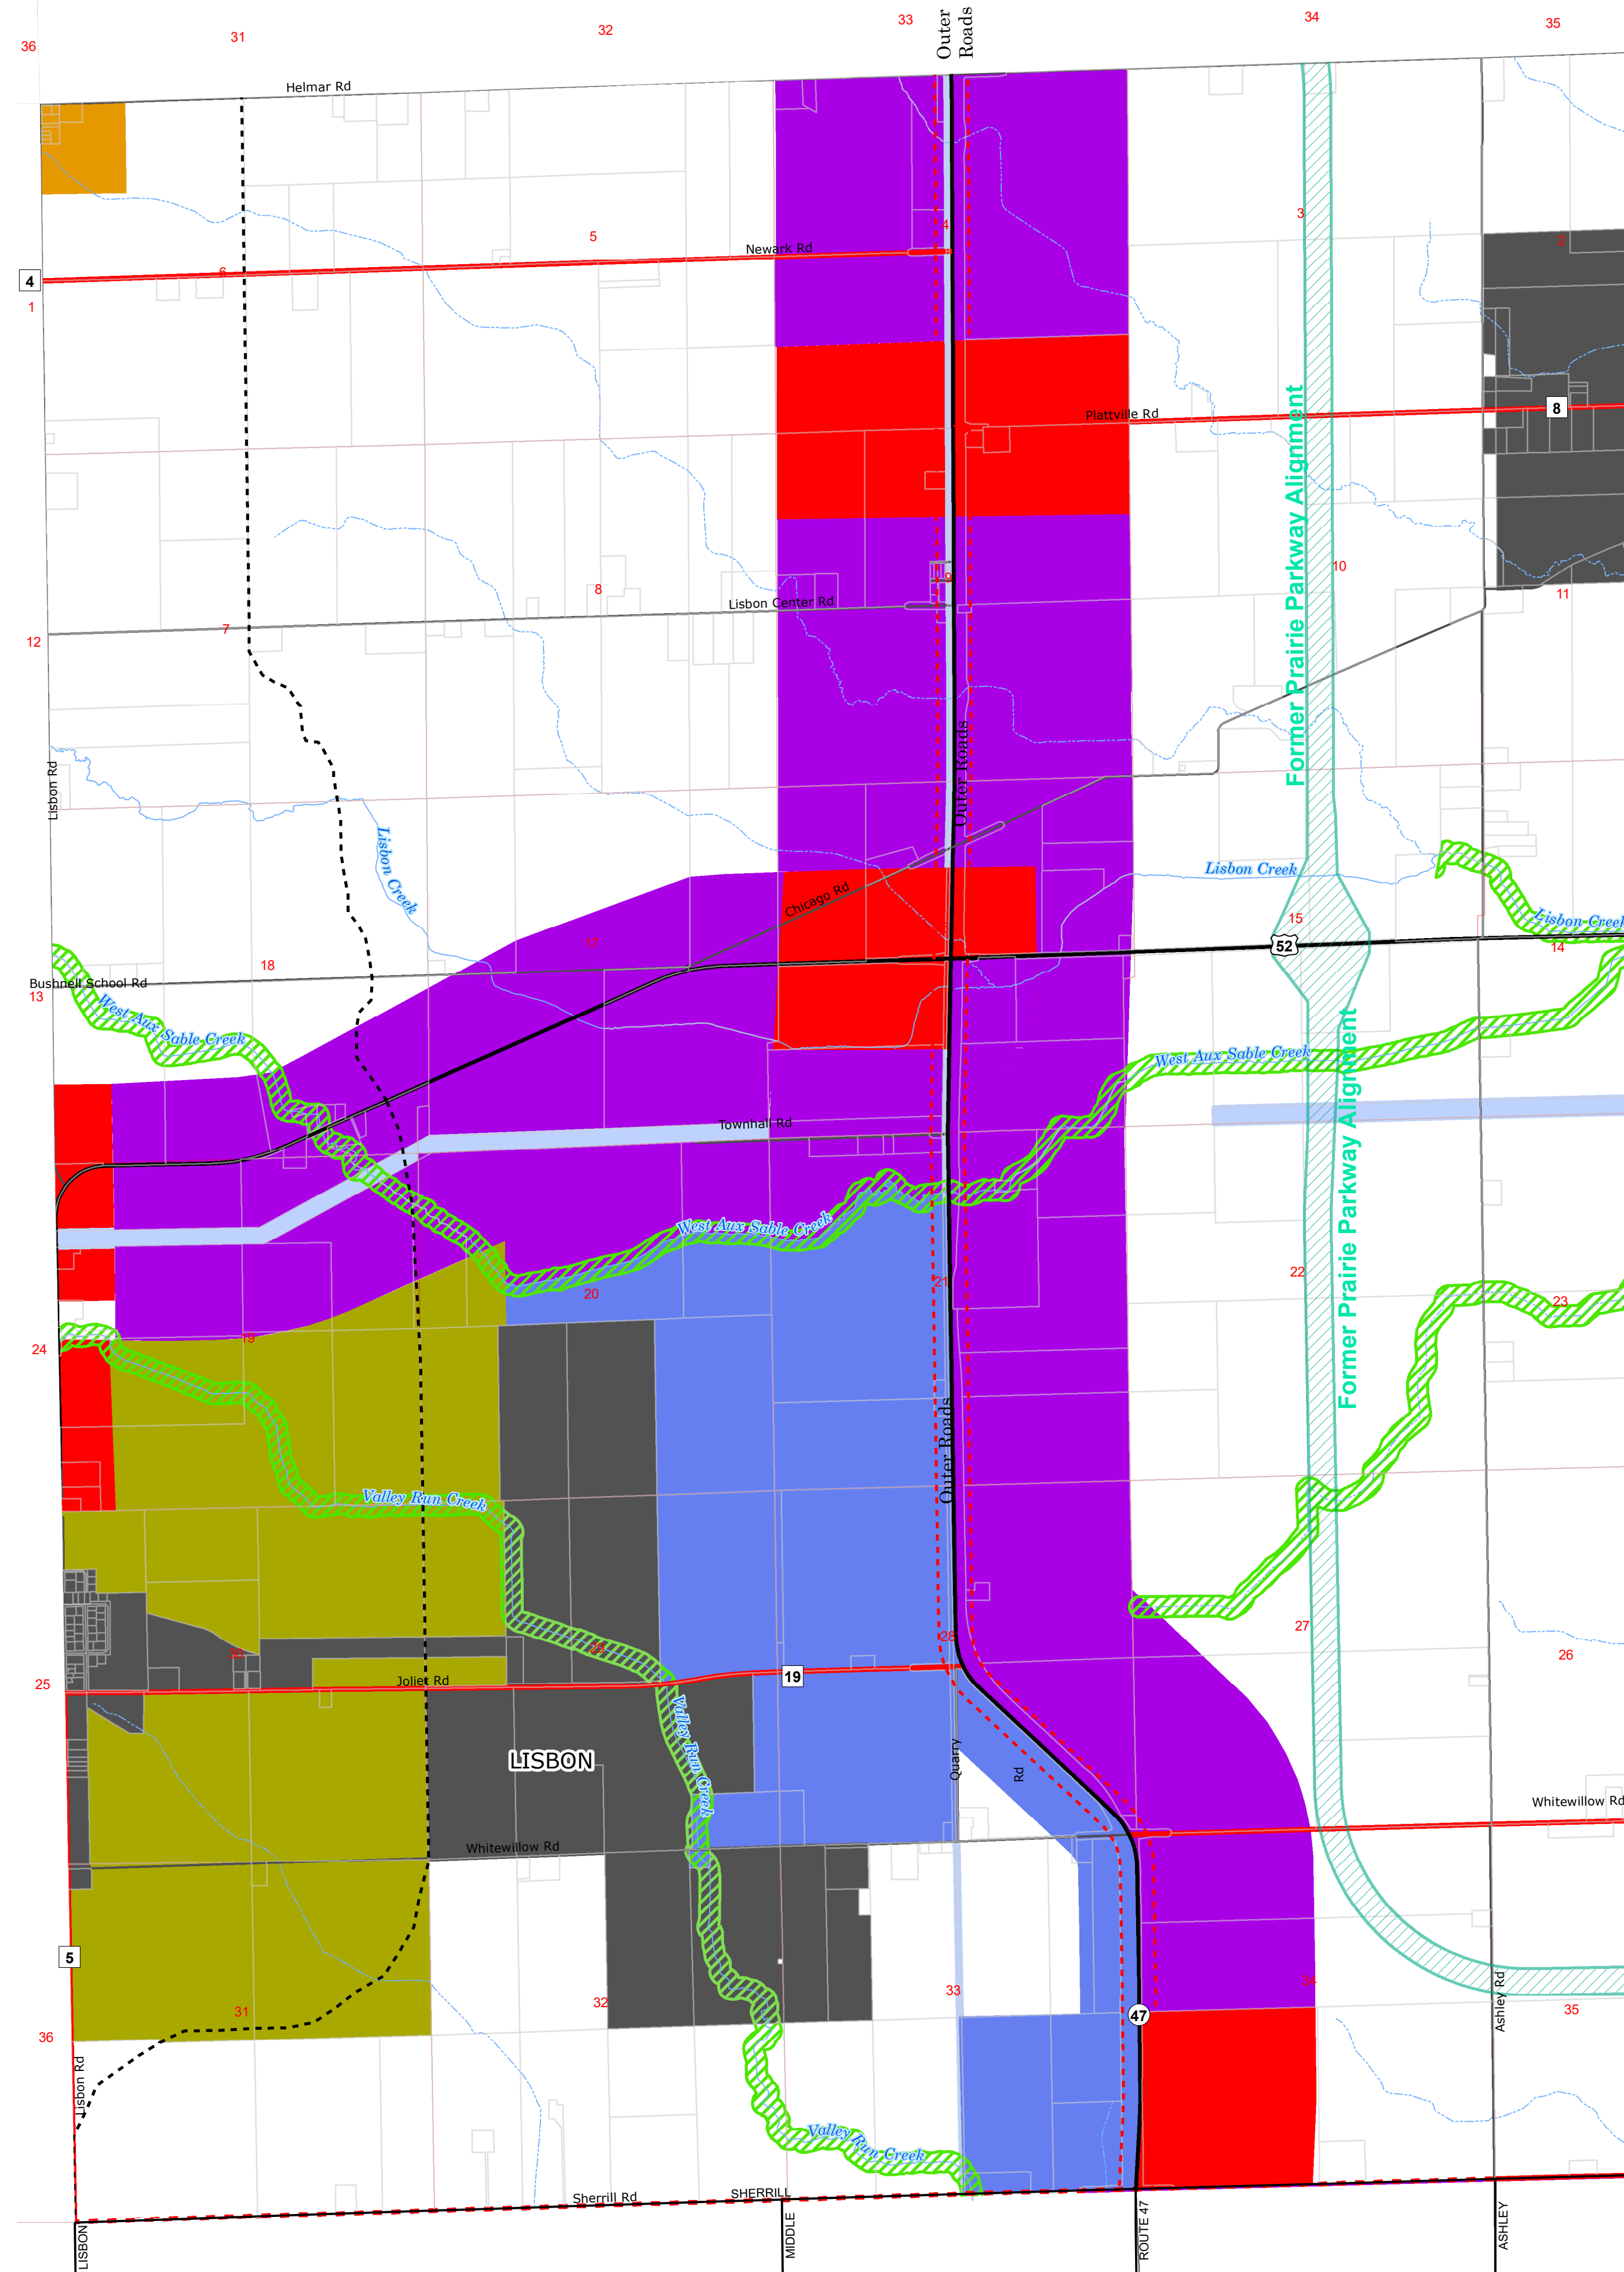 Outer
Roads
36
31
32
33
34
35
Helmar Rd
3
4
5
Newark Rd
2
6
4
1
Plattville Rd
8
Former Prairie Parkway Alignment
10
9
8
11
Lisbon Center Rd
7
12
Lisbon Rd
Outer Roads
Lisbon Creek
Lisbon Creek
Chicago Rd
15
Lisbon Creek
17
52
14
18
Bushnell School Rd
13
West Aux Sable Creek
West Aux Sable Creek
Former Prairie Parkway Alignment
Townhall Rd
West Aux Sable Creek
22
21
20
23
19
24
Outer Roads
Valley Run Creek
27
28
29
30
26
25
Joliet Rd
19
Valley Run Creek
LISBON
Quarry
Rd
Whitewillow Rd
Whitewillow Rd
5
33
34
32
31
35
36
47
Ashley Rd
Lisbon Rd
Valley Run Creek
Sherrill Rd
SHERRILL
LISBON
MIDDLE
ROUTE 47
ASHLEY